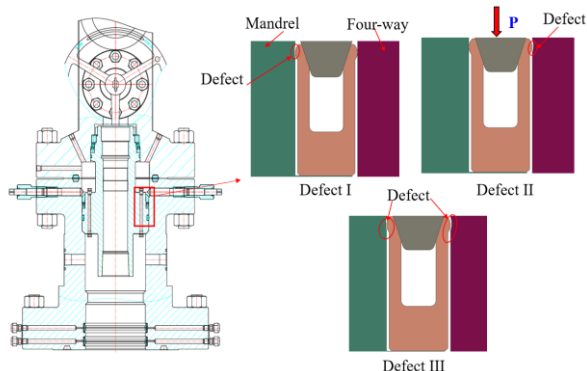 Mandrel
Four-way
Defect
Defect I
P
Defect
Defect II
Defect
Defect III